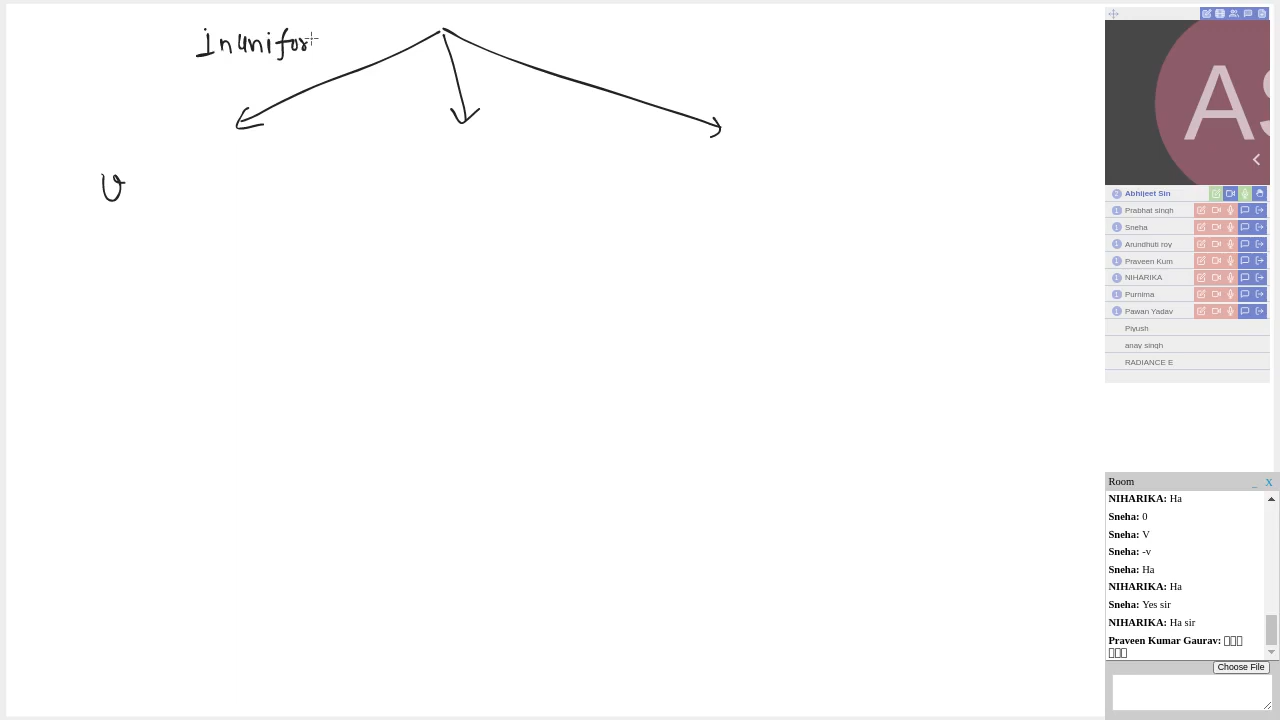 In unifor
v
AS
Abhijeet Sin
Prabhat singh
Sneha
Arundhuti roy
Praveen Kum
NIHARIKA
Purnima
Pawan Yadav
Piyush
anay singh
RADIANCE E
Room _ X
NIHARIKA: Ha
Sneha: 0
Sneha: V
Sneha: -v
Sneha: Ha
NIHARIKA: Ha
Sneha: Yes sir
NIHARIKA: Ha sir
Praveen Kumar Gaurav:
Choose File